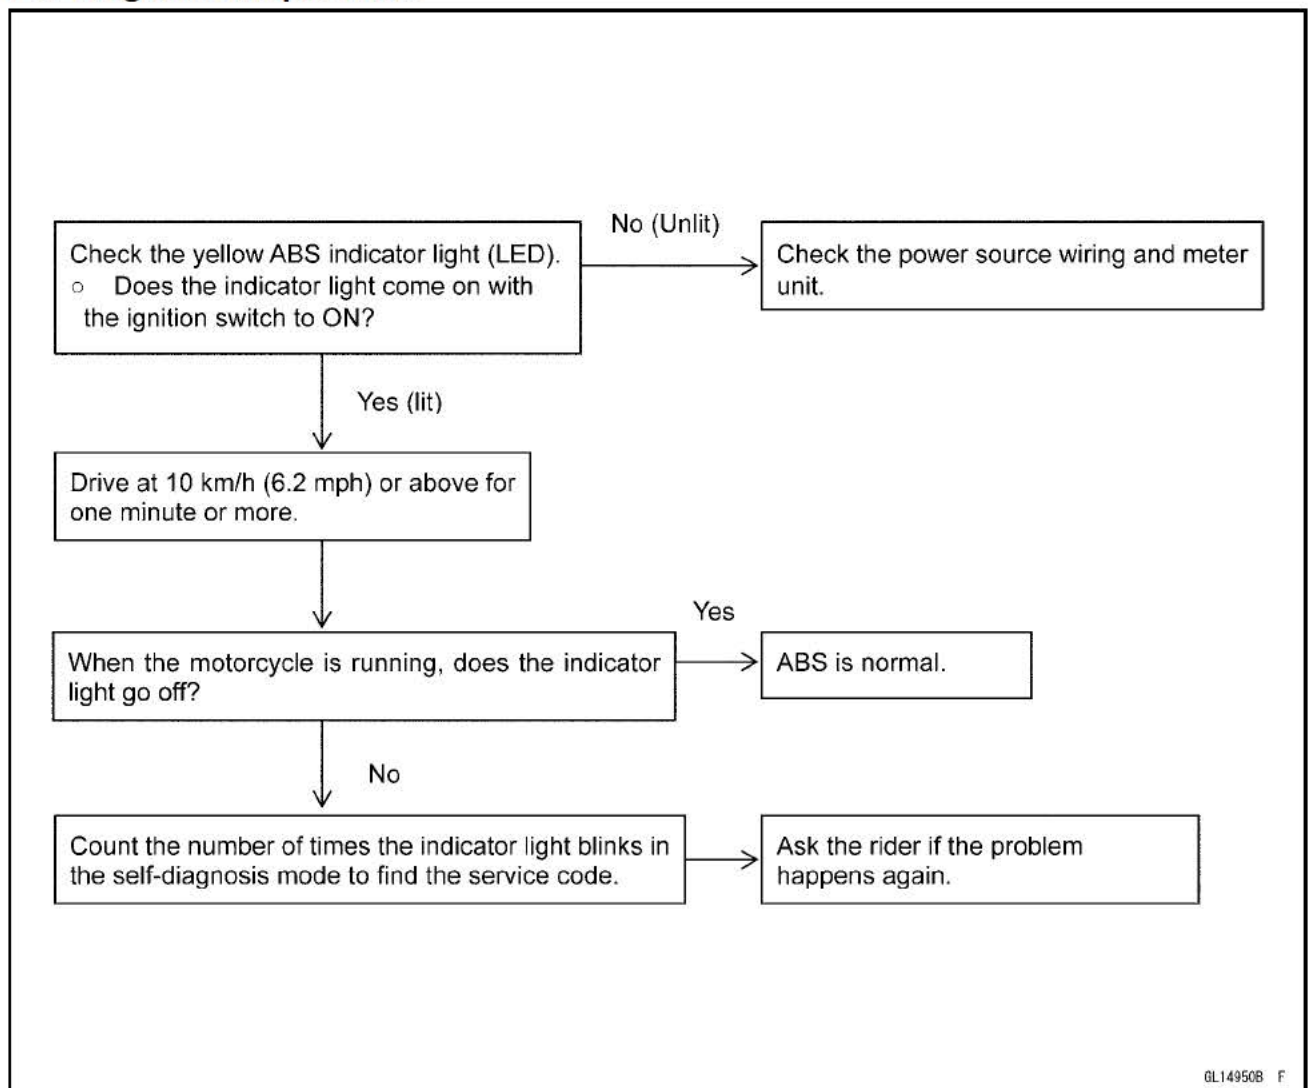 No (Unlit)
Check the yellow ABS indicator light (LED).
○ Does the indicator light come on with
the ignition switch to ON?
Check the power source wiring and meter
unit.
Yes (lit)
Drive at 10 km/h (6.2 mph) or above for
one minute or more.
Yes
When the motorcycle is running, does the indicator
light go off?
ABS is normal.
No
Count the number of times the indicator light blinks in
the self-diagnosis mode to find the service code.
Ask the rider if the problem
happens again.
GL14950B F